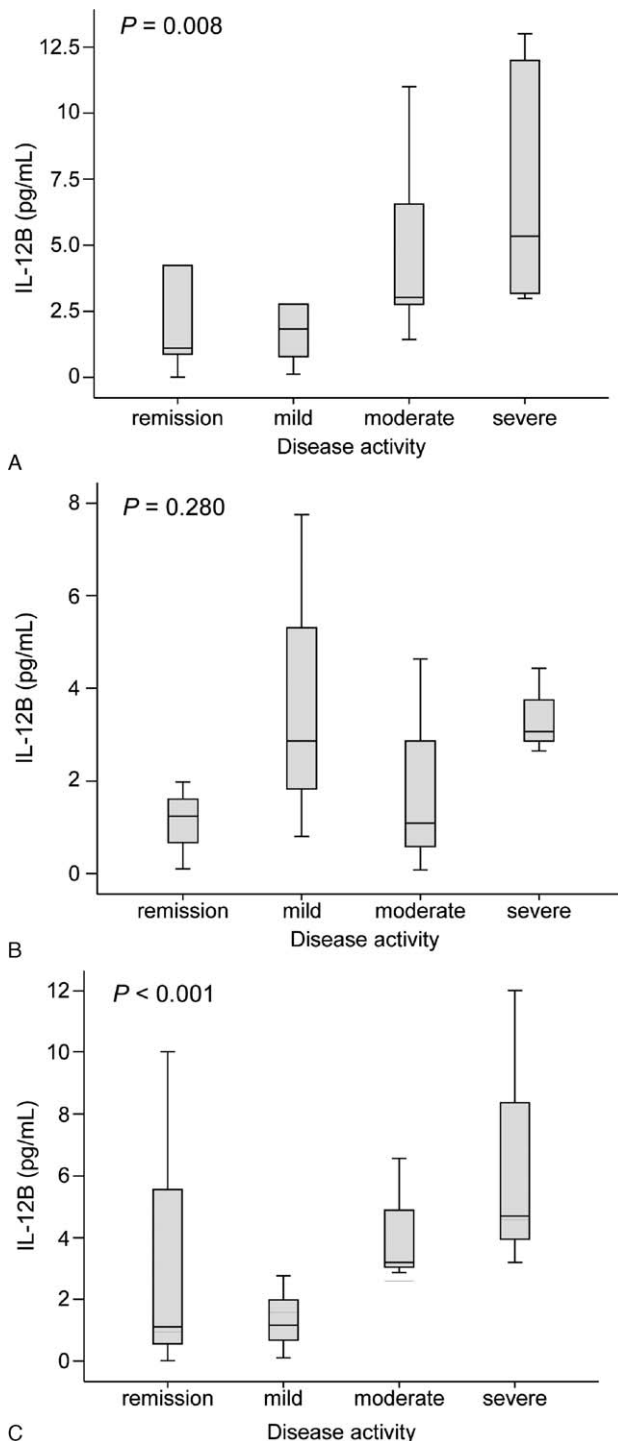 P = 0.008
12.5
10.0
7.5
5.0
2.5
0
IL-12B (pg/mL)
remission mild moderate severe
Disease activity
A
P = 0.280
8
6
4
2
0
IL-12B (pg/mL)
remission mild moderate severe
Disease activity
B
P < 0.001
12
10
8
6
4
2
0
IL-12B (pg/mL)
remission mild moderate severe
Disease activity
C